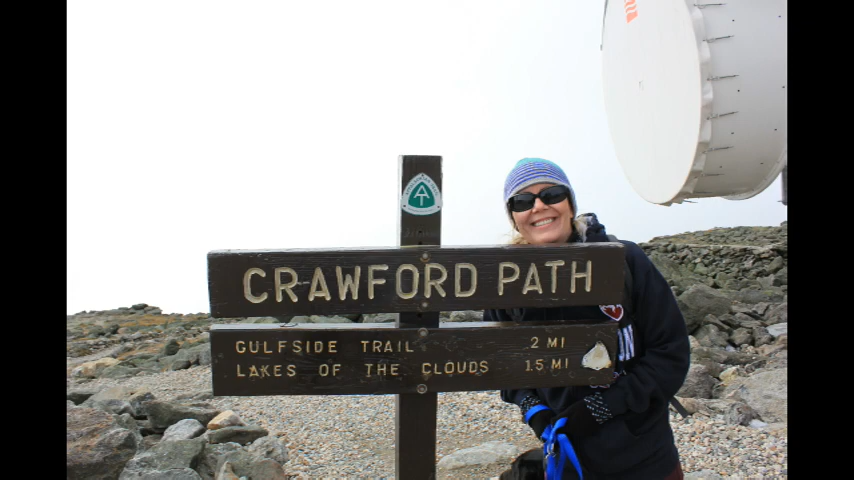 CRAWFORD PATH
GULFSIDE TRAIL 2 MI
LAKES OF THE CLOUDS 1.5 MI